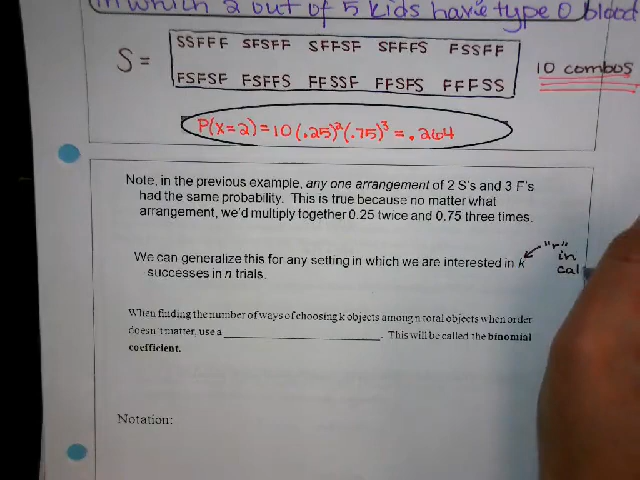 in which 2 out of 5 kids have type O blood
S =
SSFFF SFSFF SFFSF SFFFS FSSFF
FSFSF FSFFS FFSSF FFSFS FFFSS
10 combos
P(X=2) = 10(.25)²(.75)³ = .264
Note, in the previous example, any one arrangement of 2 S's and 3 F's
had the same probability. This is true because no matter what
arrangement, we'd multiply together 0.25 twice and 0.75 three times.
We can generalize this for any setting in which we are interested in k
successes in n trials.
"r"
in
cal
When finding the number of ways of choosing k objects among n total objects when order
doesn't matter, use a ____________________. This will be called the binomial
coefficient.
Notation: